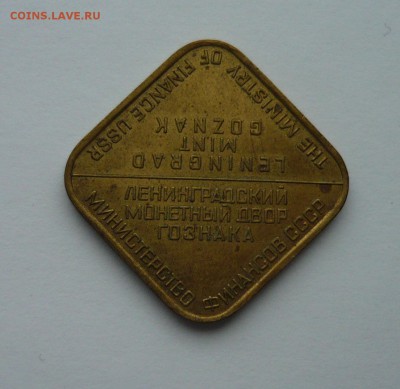 COINS.LAVE.RU
THE MINISTRY OF FINANCE USSR
LENINGRAD
MINT
GOZNAK
ЛЕНИНГРАДСКИЙ
МОНЕТНЫЙ ДВОР
ГОЗНАКА
МИНИСТЕРСТВО ФИНАНСОВ СССР